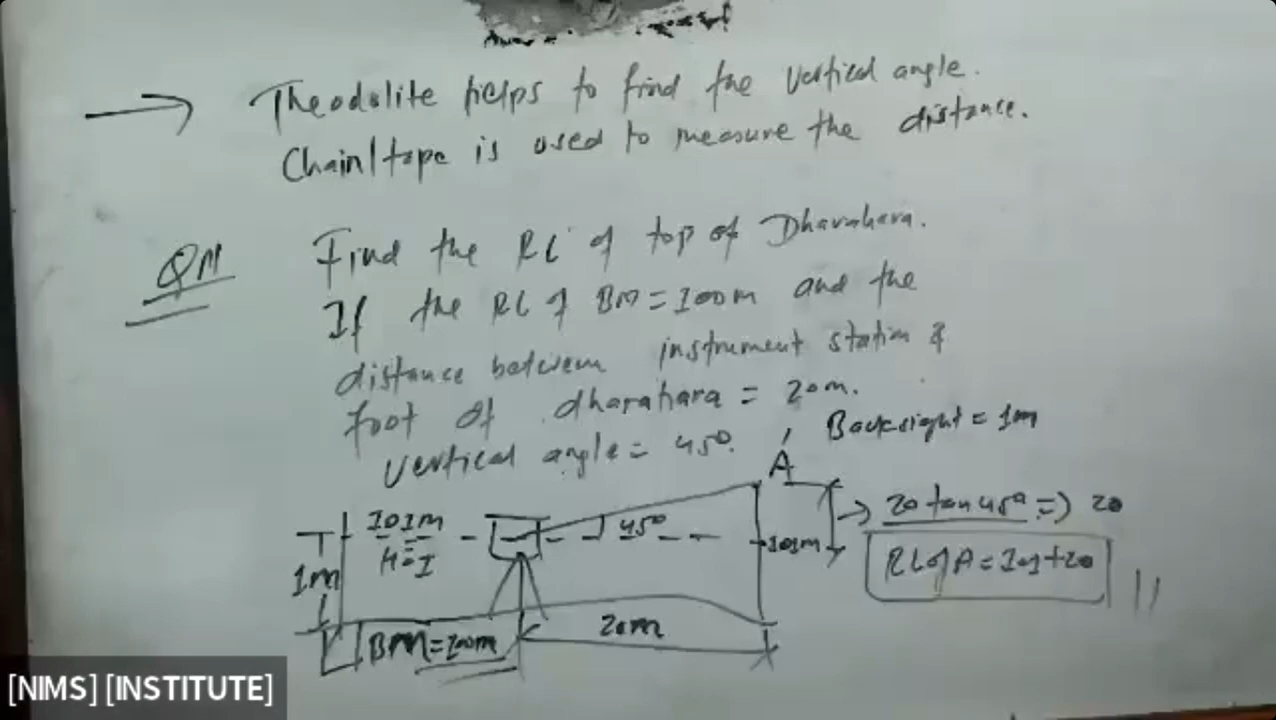 → Theodolite helps to find the vertical angle.
Chain/tape is used to measure the distance.
QN Find the RL of top of Dharahara.
If the RL of BM = 100m and the
distance between instrument station &
foot of dharahara = 20m.
vertical angle = 45°. Backsight = 1m
A
101m
H=I
45°
101m
→ 20 tan 45° => 20
RL of A = 101+20
1m
BM = 100m
20m
[NIMS] [INSTITUTE]